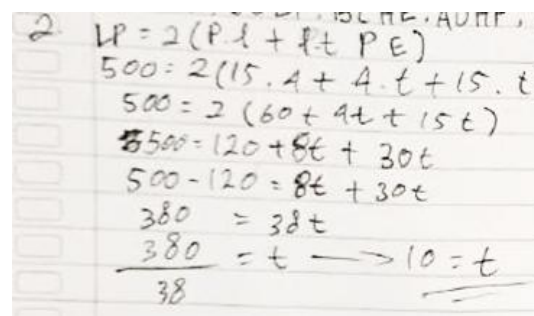 2 LP = 2(P.l + l.t PE)
500 = 2(15.4 + 4.t + 15.t
500 = 2(60 + 4t + 15t)
500 = 120 + 8t + 30t
500 - 120 = 8t + 30t
380 = 38t
380 = t → 10 = t
38